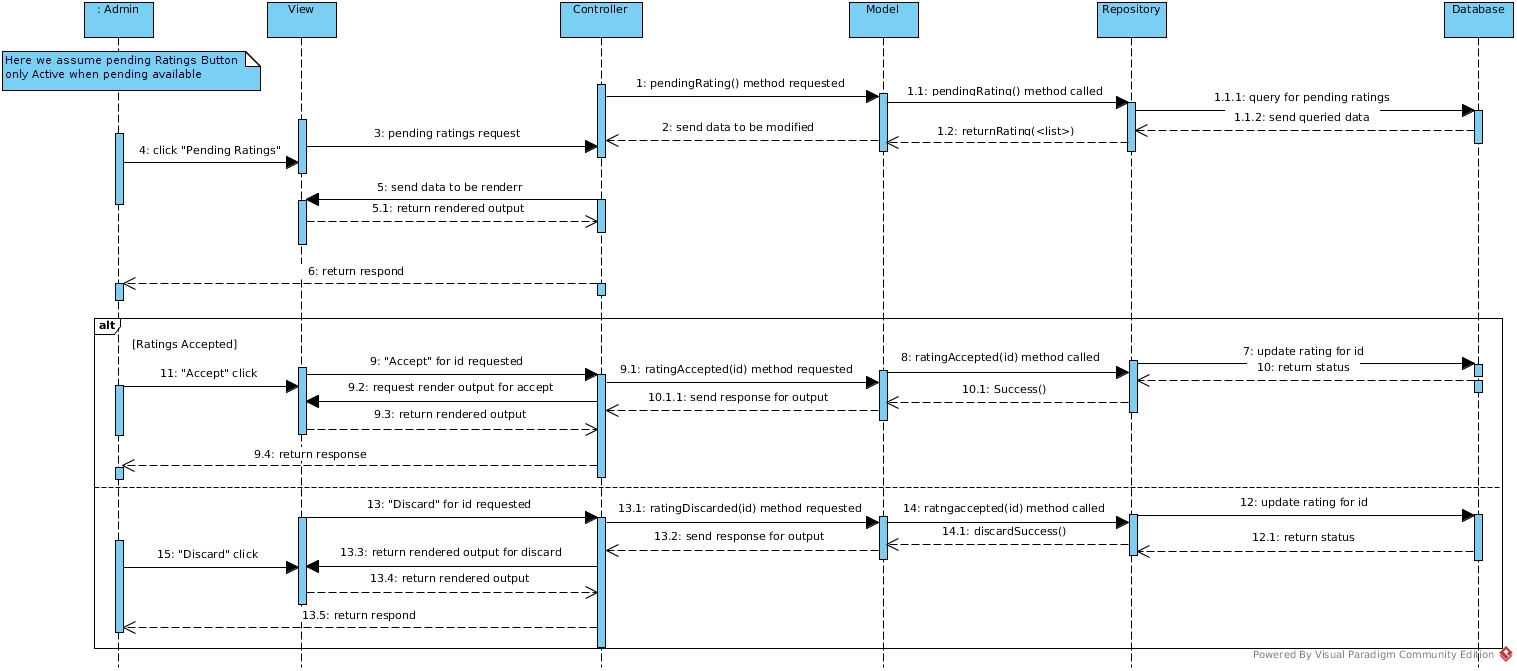 : Admin
View
Controller
Model
Repository
Database
Here we assume pending Ratings Button
only Active when pending available
1: pendingRating() method requested
1.1: pendingRating() method called
1.1.1: query for pending ratings
1.1.2: send queried data
2: send data to be modified
1.2: returnRating(<list>)
3: pending ratings request
4: click "Pending Ratings"
5: send data to be renderr
5.1: return rendered output
6: return respond
alt
[Ratings Accepted]
7: update rating for id
8: ratingAccepted(id) method called
9: "Accept" for id requested
9.1: ratingAccepted(id) method requested
10: return status
11: "Accept" click
9.2: request render output for accept
10.1: Success()
10.1.1: send response for output
9.3: return rendered output
9.4: return response
12: update rating for id
13: "Discard" for id requested
13.1: ratingDiscarded(id) method requested
14: ratngaccepted(id) method called
14.1: discardSuccess()
13.2: send response for output
12.1: return status
15: "Discard" click
13.3: return rendered output for discard
13.4: return rendered output
13.5: return respond
Powered By Visual Paradigm Community Edition